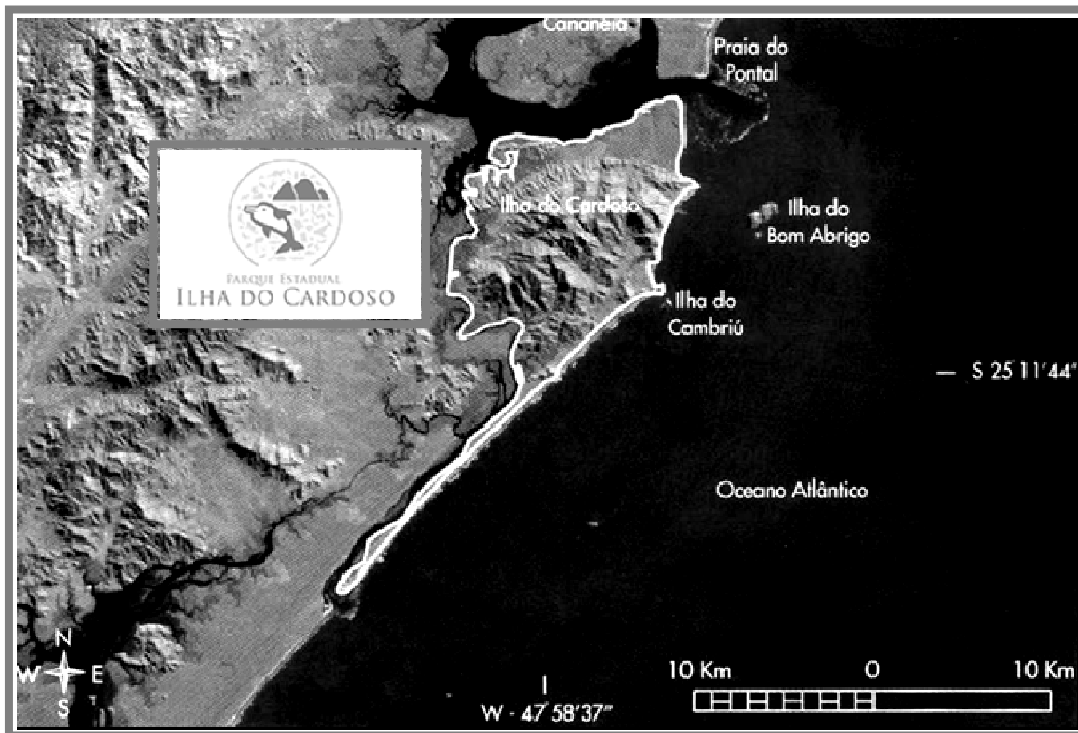 Cananéia
Praia do
Pontal
PARQUE ESTADUAL
ILHA DO CARDOSO
Ilha do Cardoso
Ilha do
Bom Abrigo
Ilha do
Cambriú
S 25 11'44"
Oceano Atlântico
N
W E
S
10 Km 0 10 Km
W - 47 58'37"